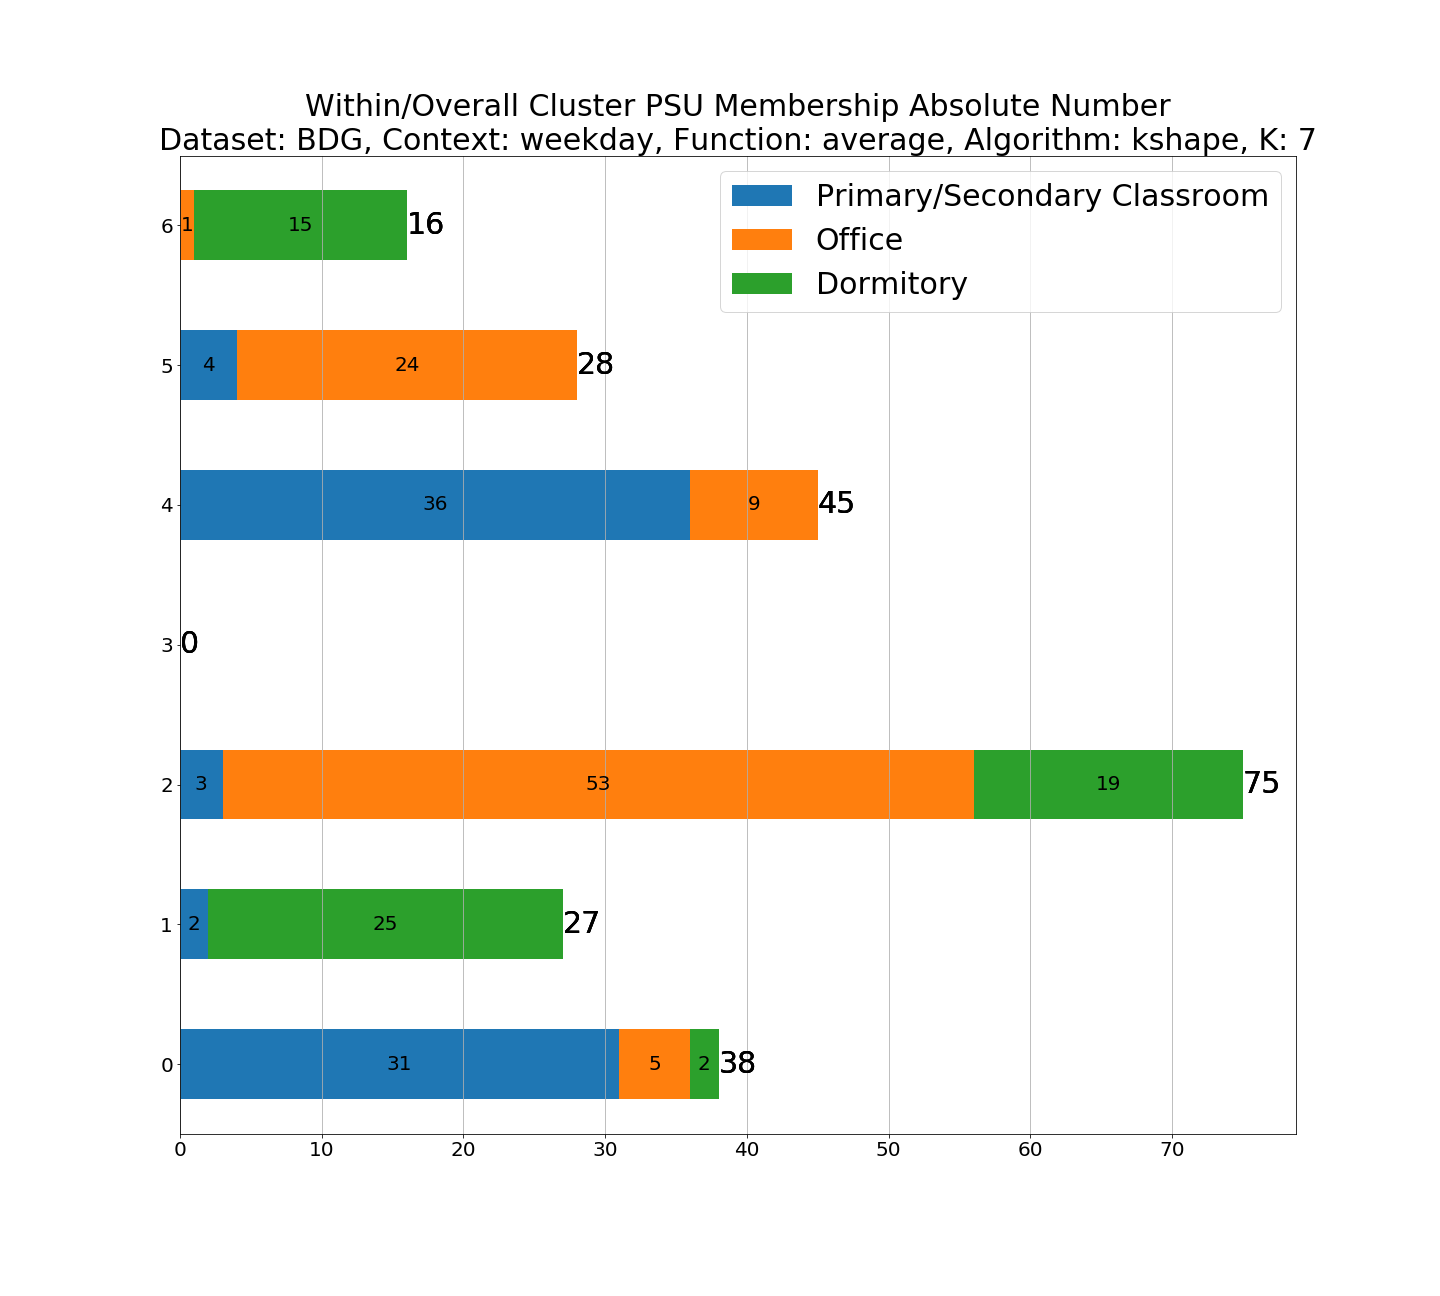 Within/Overall Cluster PSU Membership Absolute Number
Dataset: BDG, Context: weekday, Function: average, Algorithm: kshape, K: 7
Primary/Secondary Classroom
Office
Dormitory
6 1 15 16
5 4 24 28
4 36 9 45
3 0
2 3 53 19 75
1 2 25 27
0 31 5 2 38
0 10 20 30 40 50 60 70